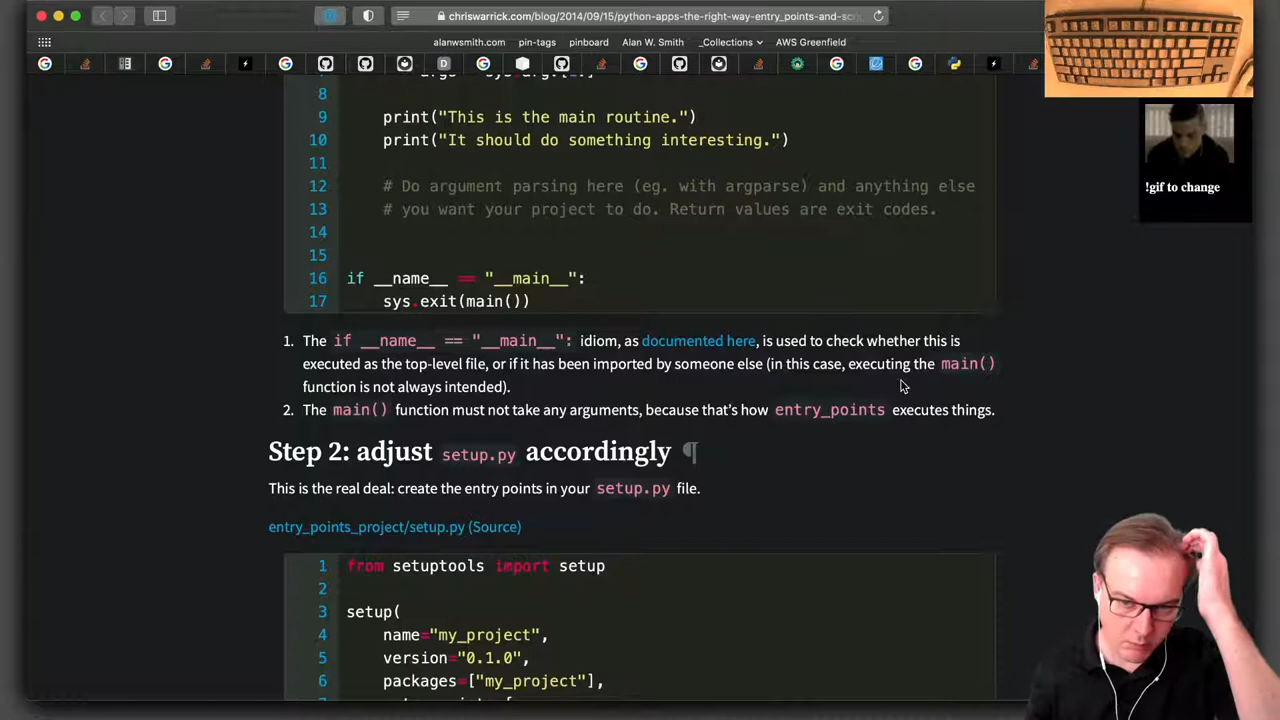 chriswarrick.com/blog/2014/09/15/python-apps-the-right-way-entry_points-and-scr
alanwsmith.com pin-tags pinboard Alan W. Smith _Collections AWS Greenfield
8
9 print("This is the main routine.")
10 print("It should do something interesting.")
11
12 # Do argument parsing here (eg. with argparse) and anything else
13 # you want your project to do. Return values are exit codes.
14
15
16 if __name__ == "__main__":
17 sys.exit(main())
!gif to change
1. The if __name__ == "__main__": idiom, as documented here, is used to check whether this is
executed as the top-level file, or if it has been imported by someone else (in this case, executing the main()
function is not always intended).
2. The main() function must not take any arguments, because that’s how entry_points executes things.
Step 2: adjust setup.py accordingly ¶
This is the real deal: create the entry points in your setup.py file.
entry_points_project/setup.py (Source)
1 from setuptools import setup
2
3 setup(
4 name="my_project",
5 version="0.1.0",
6 packages=["my_project"],